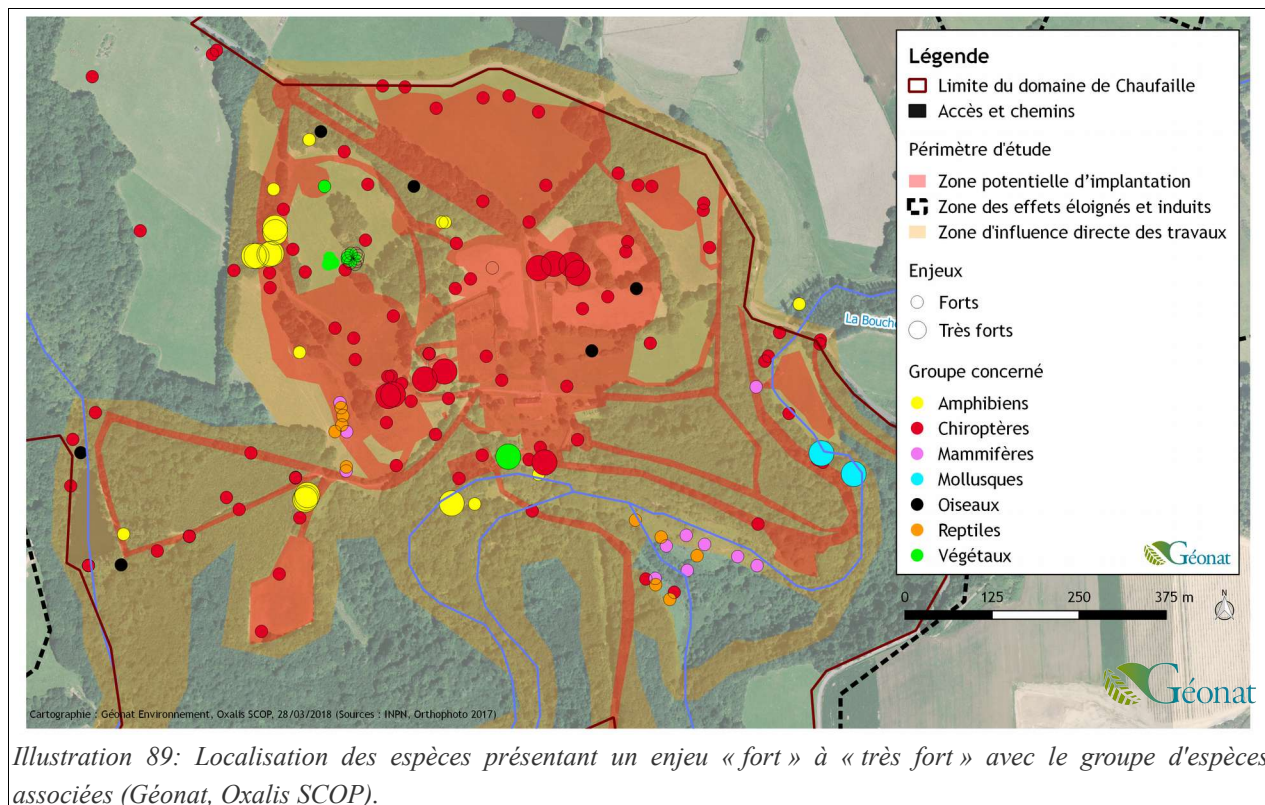 Légende
Limite du domaine de Chaufaille
Accès et chemins
Périmètre d'étude
Zone potentielle d’implantation
Zone des effets éloignés et induits
Zone d'influence directe des travaux
Enjeux
Forts
Très forts
Groupe concerné
Amphibiens
Chiroptères
Mammifères
Mollusques
Oiseaux
Reptiles
Végétaux
Géonat
La Bouche
0 125 250 375 m
N
Géonat
Cartographie : Géonat Environnement, Oxalis SCOP, 28/03/2018 (Sources : INPN, Orthophoto 2017)
Illustration 89: Localisation des espèces présentant un enjeu « fort » à « très fort » avec le groupe d'espèces
associées (Géonat, Oxalis SCOP).